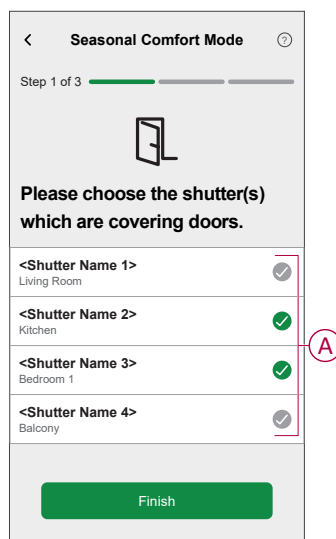 Seasonal Comfort Mode ?
Step 1 of 3
Please choose the shutter(s)
which are covering doors.
<Shutter Name 1>
Living Room
<Shutter Name 2>
Kitchen
<Shutter Name 3>
Bedroom 1
<Shutter Name 4>
Balcony
A
Finish